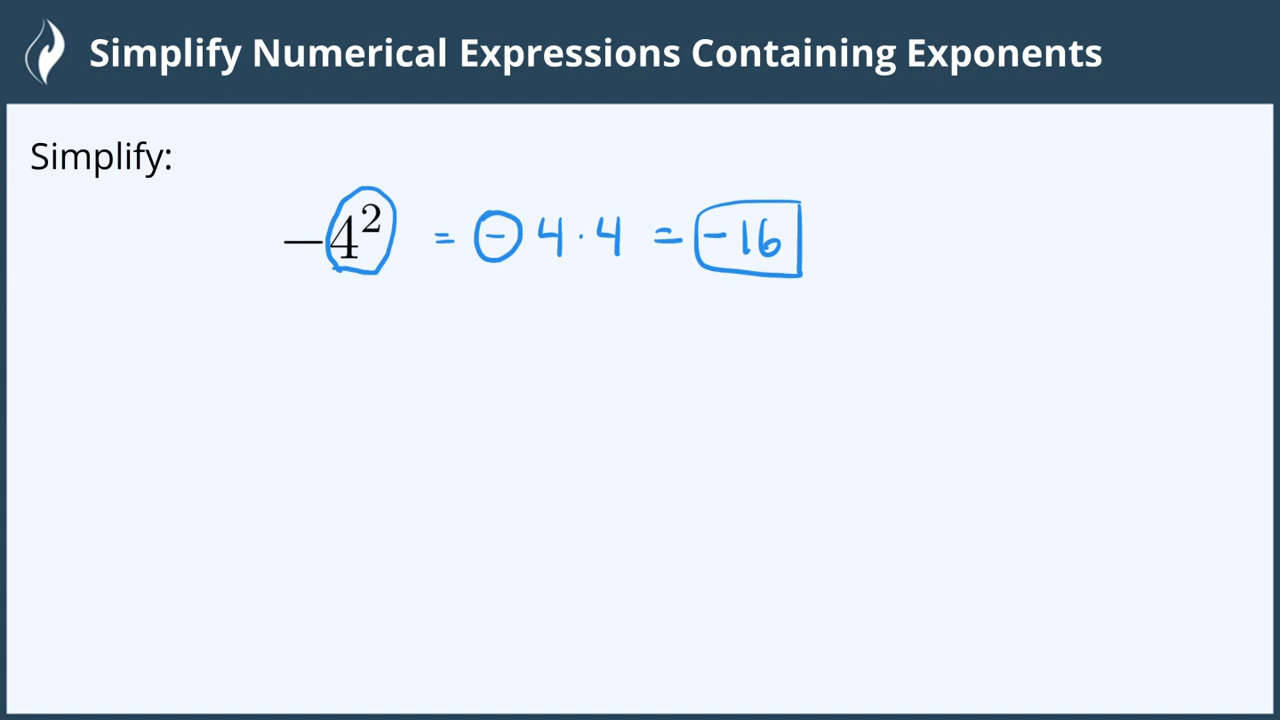 Simplify Numerical Expressions Containing Exponents
Simplify:
−4² = - 4 · 4 = -16